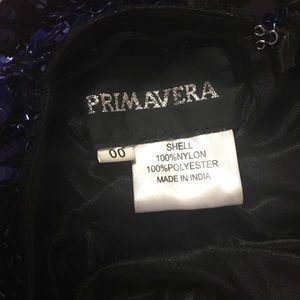 PRIMAVERA
00
SHELL
100%NYLON
100%POLYESTER
MADE IN INDIA